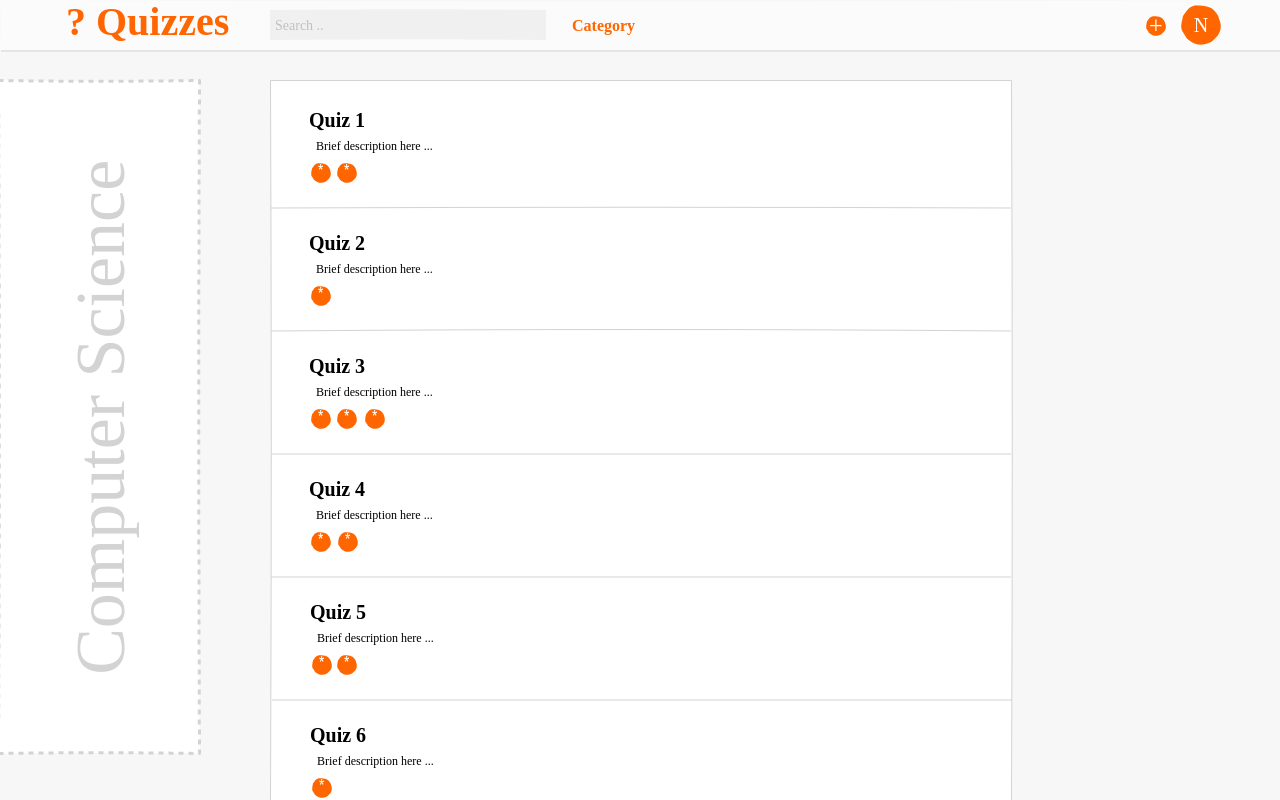 ? Quizzes
Search ..
Category
+
N
Computer Science
Quiz 1
Brief description here ...
* *
Quiz 2
Brief description here ...
*
Quiz 3
Brief description here ...
* * *
Quiz 4
Brief description here ...
* *
Quiz 5
Brief description here ...
* *
Quiz 6
Brief description here ...
*